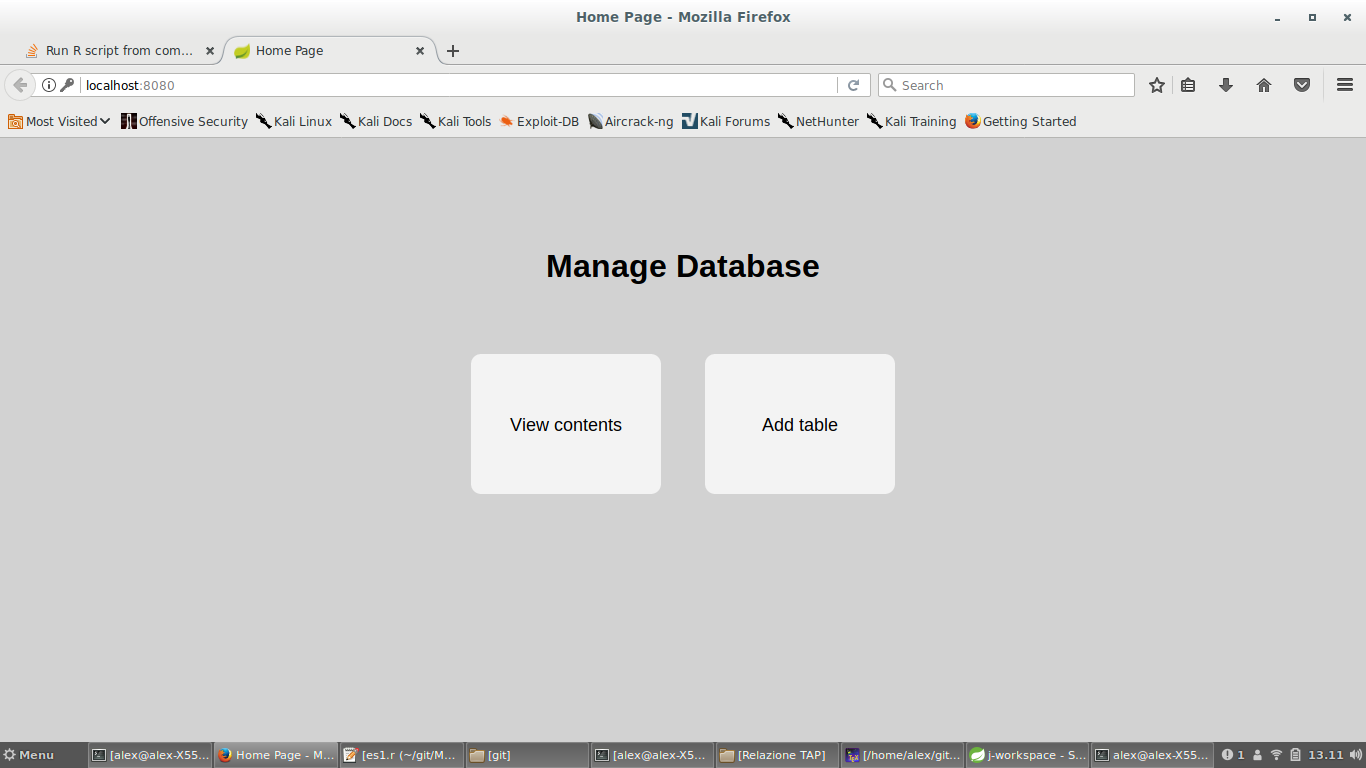 Home Page - Mozilla Firefox
Run R script from com...
Home Page
localhost:8080
Search
Most Visited
Offensive Security
Kali Linux
Kali Docs
Kali Tools
Exploit-DB
Aircrack-ng
Kali Forums
NetHunter
Kali Training
Getting Started
Manage Database
View contents
Add table
Menu
[alex@alex-X55...
Home Page - M...
[es1.r (~/git/M...
[git]
[alex@alex-X5...
[Relazione TAP]
[/home/alex/git...
j-workspace - S...
alex@alex-X55...
1
13.11